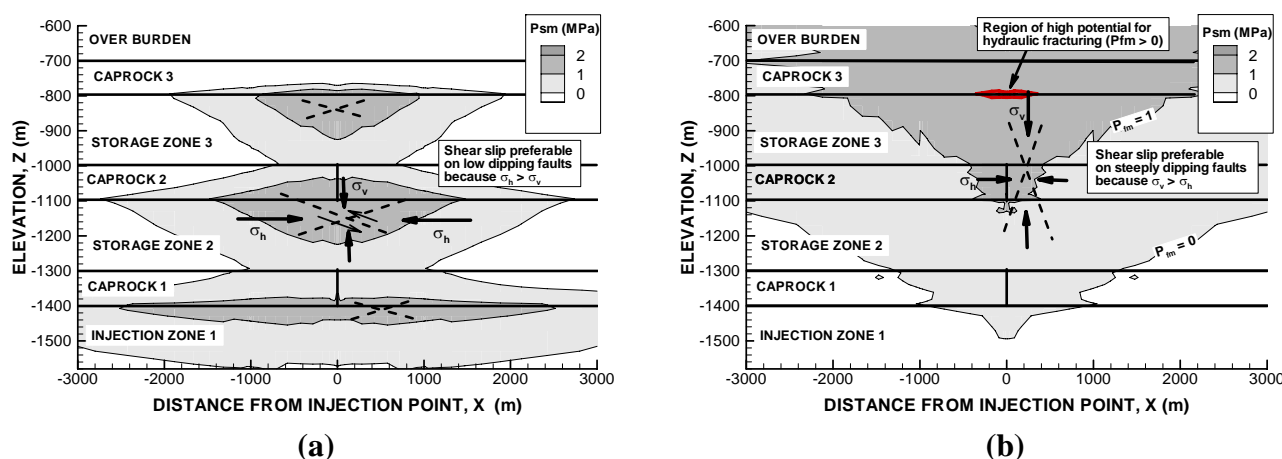 Psm (MPa)
2
1
0
-600
-700
-800
-900
-1000
-1100
-1200
-1300
-1400
-1500
ELEVATION, Z (m)
OVER BURDEN
CAPROCK 3
STORAGE ZONE 3
CAPROCK 2
STORAGE ZONE 2
CAPROCK 1
INJECTION ZONE 1
Shear slip preferable
on low dipping faults
because σh > σv
σv
σh
σh
-3000 -2000 -1000 0 1000 2000 3000
DISTANCE FROM INJECTION POINT, X (m)
(a)
Psm (MPa)
2
1
0
-600
-700
-800
-900
-1000
-1100
-1200
-1300
-1400
-1500
ELEVATION, Z (m)
OVER BURDEN
CAPROCK 3
STORAGE ZONE 3
CAPROCK 2
STORAGE ZONE 2
CAPROCK 1
INJECTION ZONE 1
Region of high potential for
hydraulic fracturing (Pfm > 0)
σv
σh
Pfm = 1
Shear slip preferable
on steeply dipping faults
because σv > σh
Pfm = 0
-3000 -2000 -1000 0 1000 2000 3000
DISTANCE FROM INJECTION POINT, X (m)
(b)